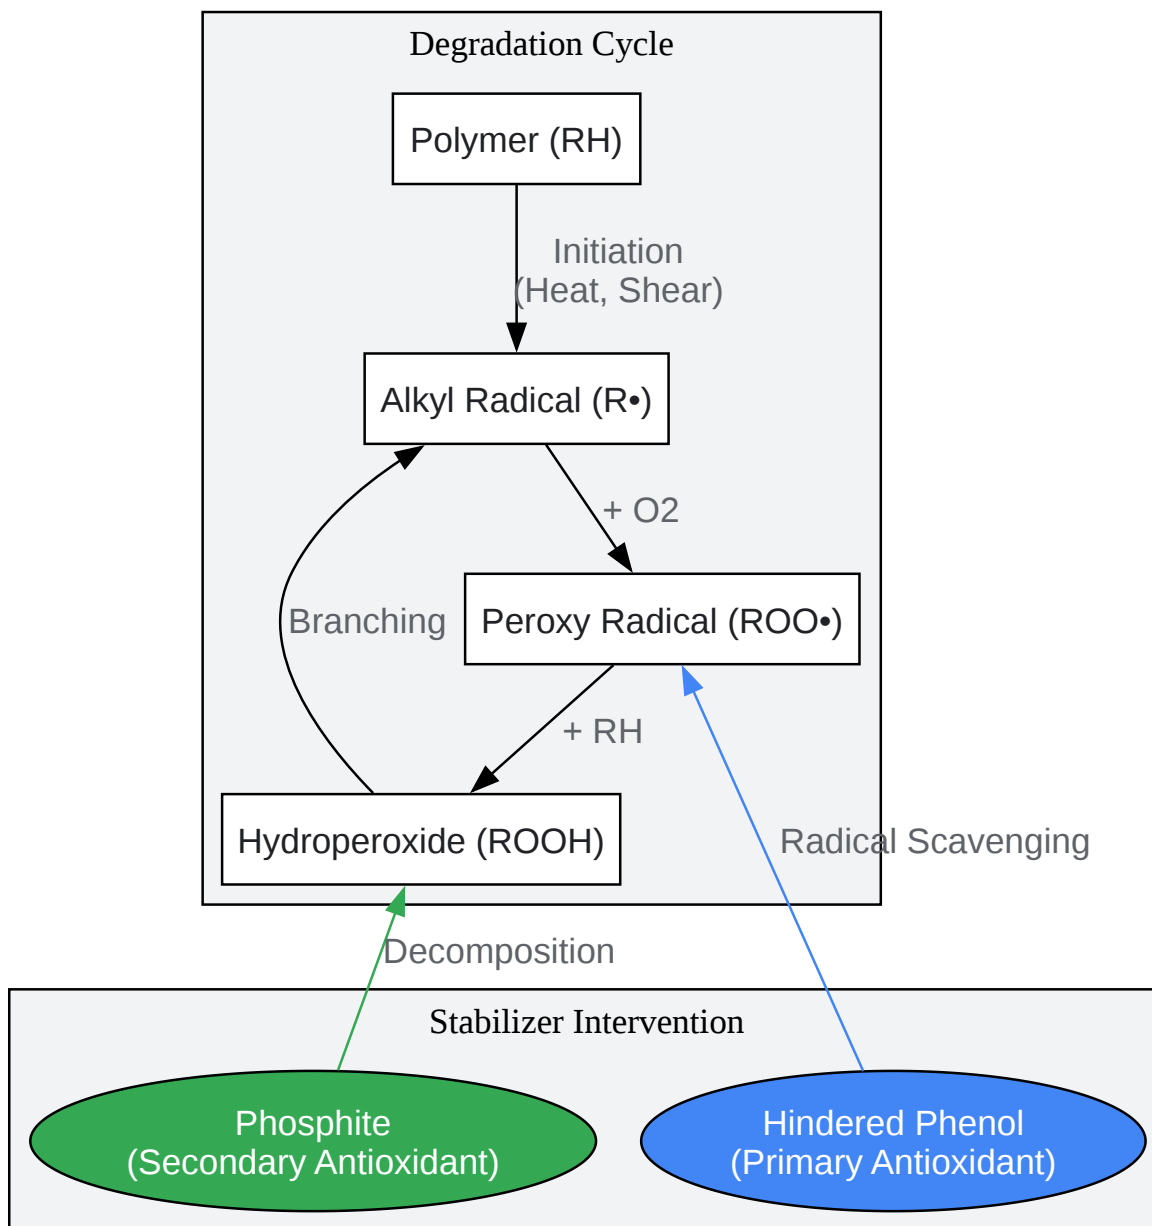 Degradation Cycle
Polymer (RH)
Initiation
(Heat, Shear)
Alkyl Radical (R•)
+ O2
Branching
Peroxy Radical (ROO•)
+ RH
Hydroperoxide (ROOH)
Radical Scavenging
Decomposition
Stabilizer Intervention
Phosphite
(Secondary Antioxidant)
Hindered Phenol
(Primary Antioxidant)